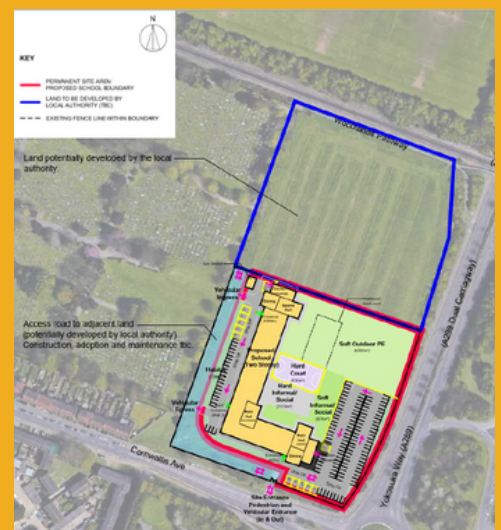 N
KEY
PERMANENT SITE AREA/
PROPOSED SCHOOL BOUNDARY
LAND TO BE DEVELOPED BY
LOCAL AUTHORITY (TBC)
EXISTING FENCE LINE WITHIN BOUNDARY
Woodlands Pathway
Land potentially developed by the local
authority
Vehicular
Ingress
Access road to adjacent land
(potentially developed by local authority).
Construction, adoption and maintenance tbc.
Proposed
School
(Two Storey)
Soft Outdoor PE
Hard
Court
Hard
Informal/
Social
Soft
Informal/
Social
Vehicular
Egress
Cornwallis Ave
Site Entrance
Pedestrian and
Vehicular Entrance
(In & Out)
Yokosuka Way (A289)
(A289 Dual Carriageway)